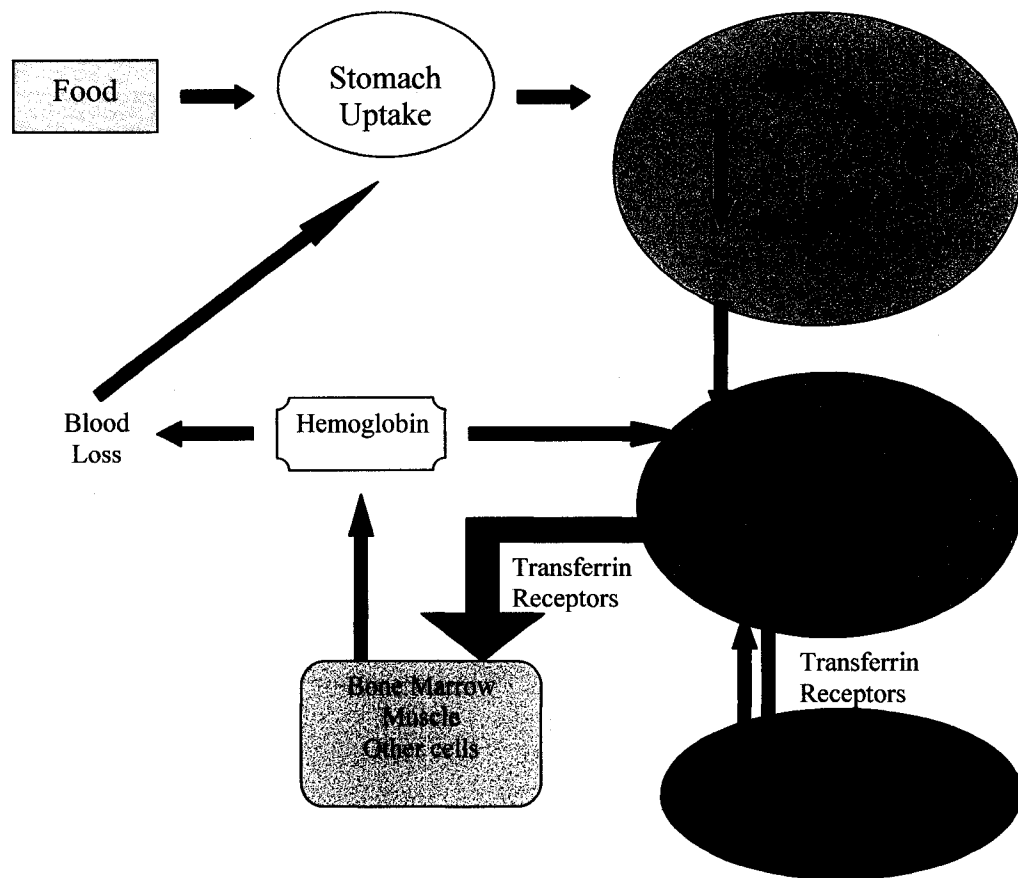 Food
Stomach
Uptake
Blood
Loss
Hemoglobin
Transferrin
Receptors
Bone Marrow
Muscle
Other cells
Transferrin
Receptors